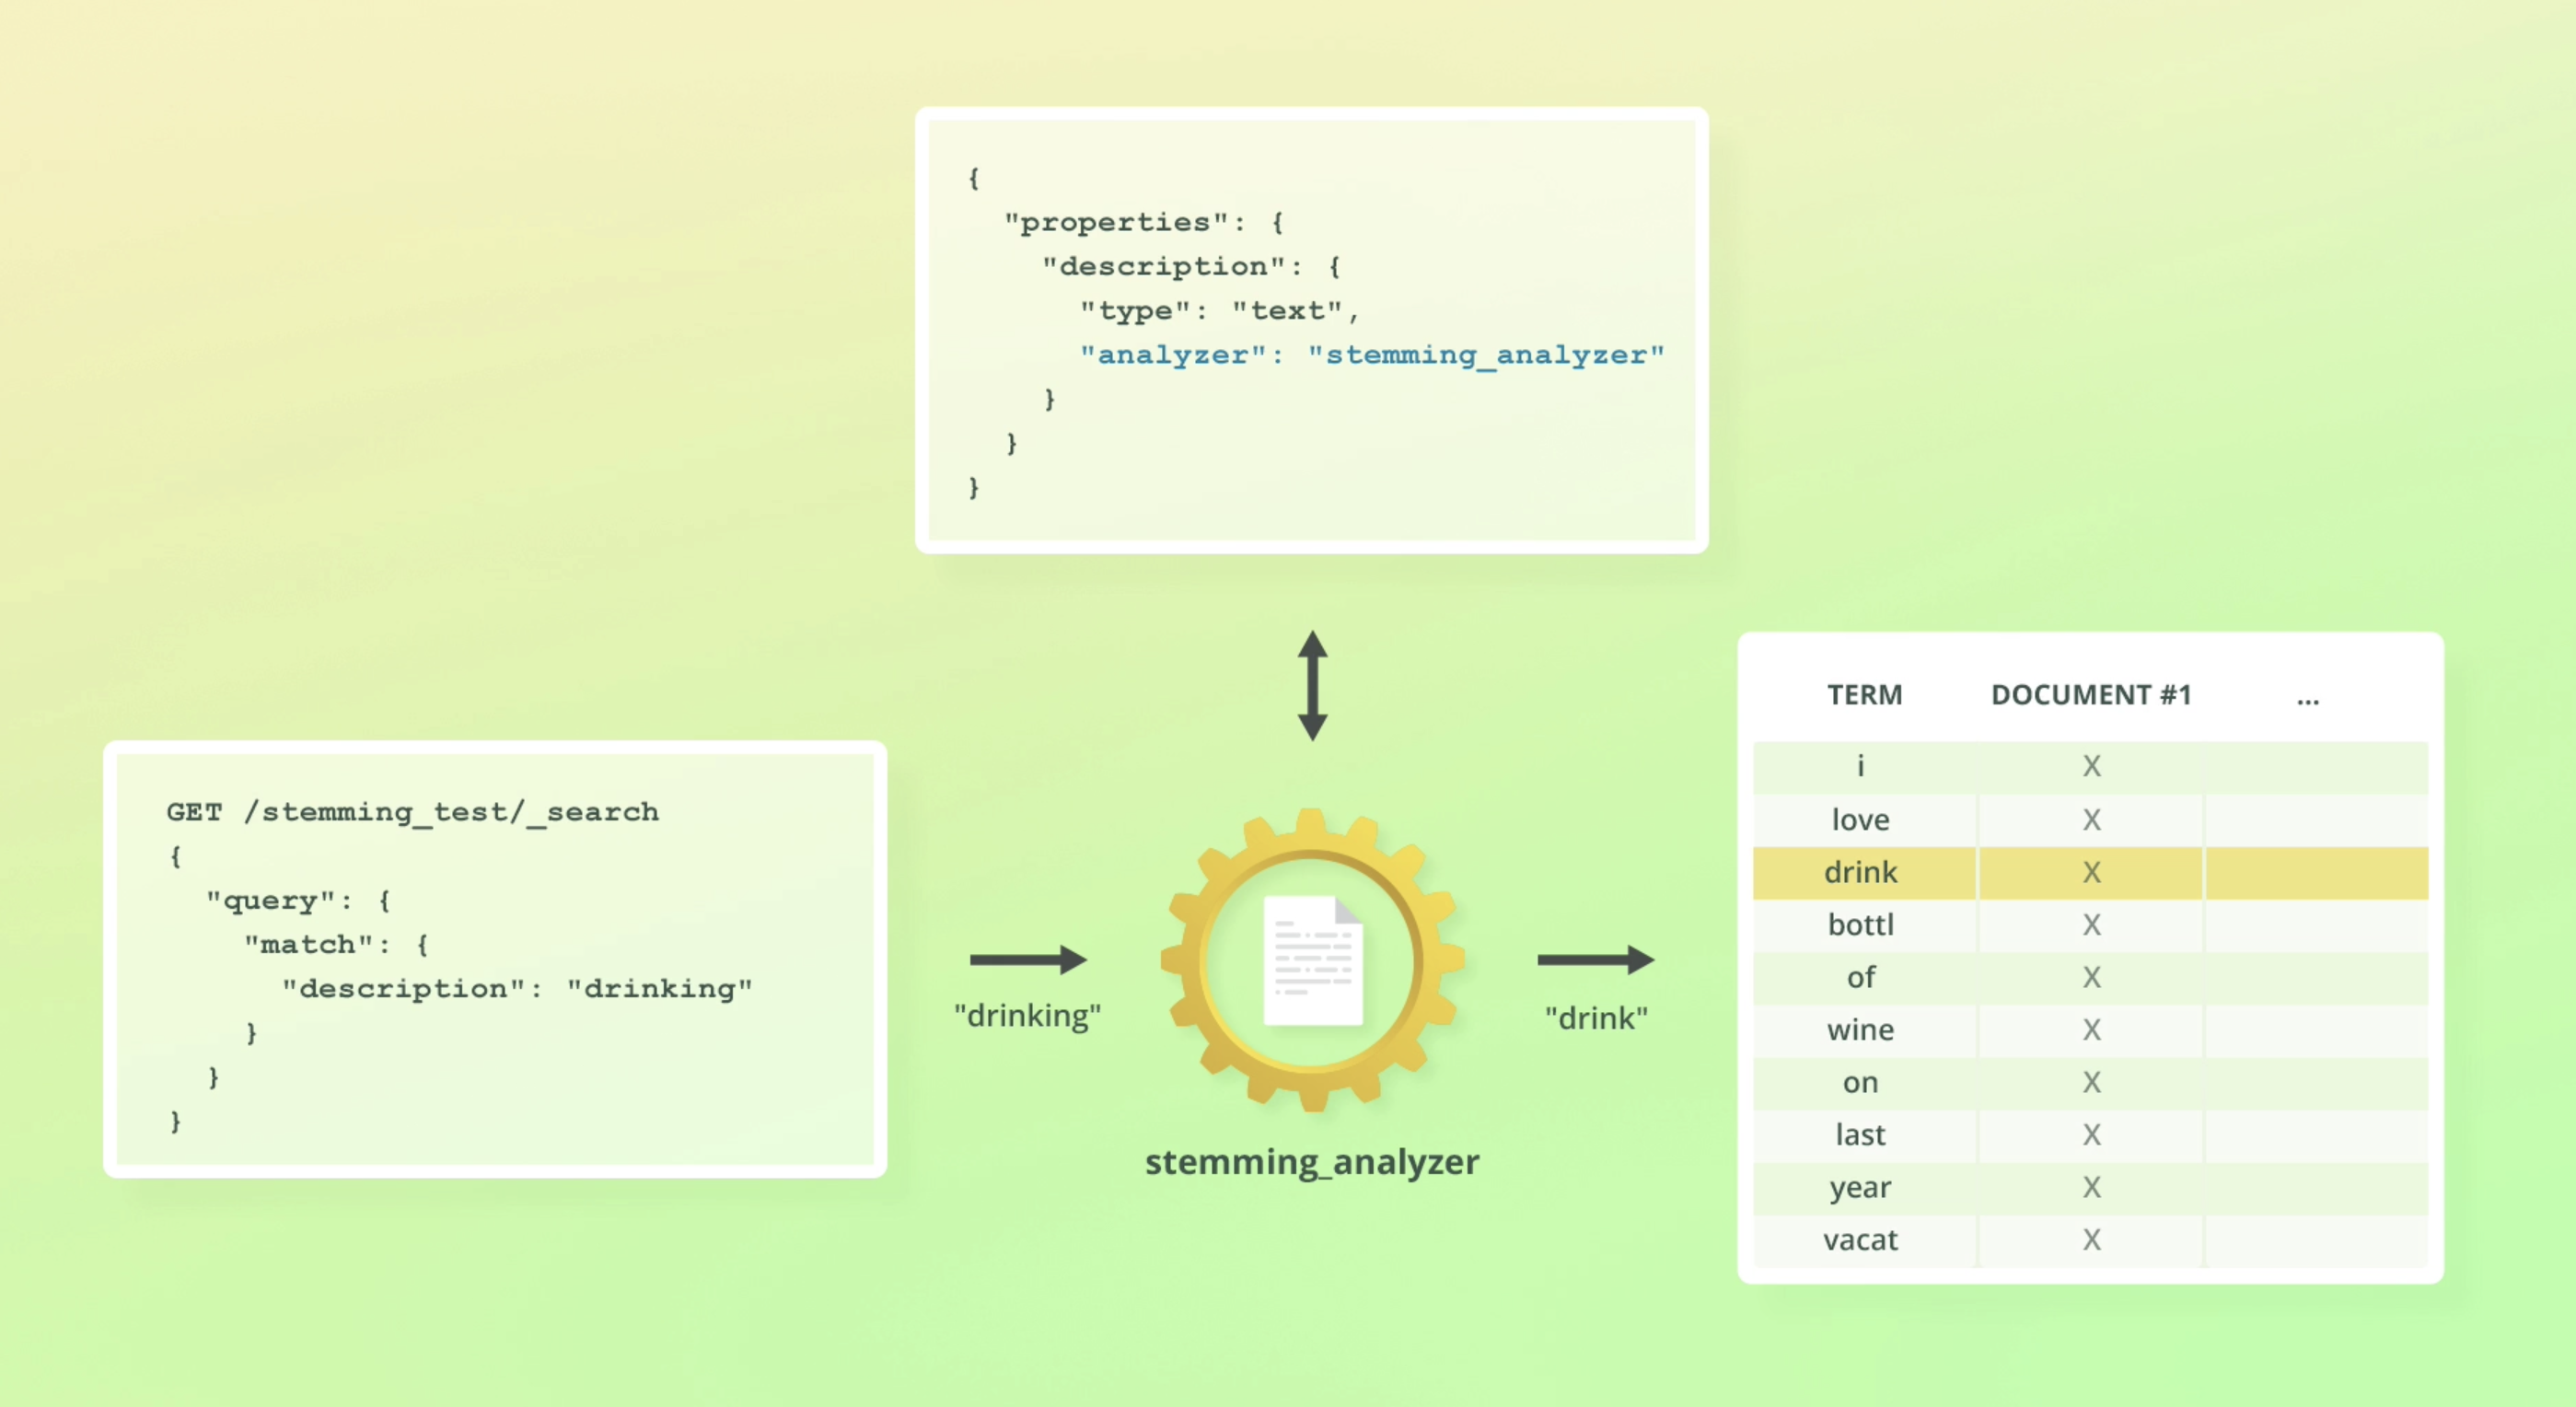 {
  "properties": {
    "description": {
      "type": "text",
      "analyzer": "stemming_analyzer"
    }
  }
}
GET /stemming_test/_search
{
  "query": {
    "match": {
      "description": "drinking"
    }
  }
}
"drinking"
stemming_analyzer
"drink"
TERM DOCUMENT #1 ...
i X
love X
drink X
bottl X
of X
wine X
on X
last X
year X
vacat X